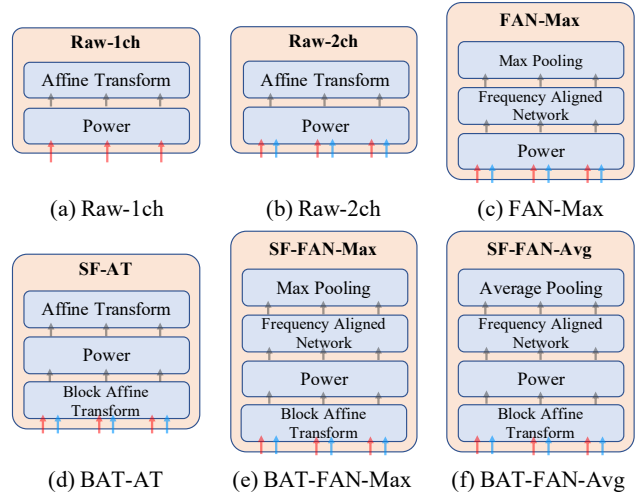 Raw-1ch
Affine Transform
Power
(a) Raw-1ch
Raw-2ch
Affine Transform
Power
(b) Raw-2ch
FAN-Max
Max Pooling
Frequency Aligned
Network
Power
(c) FAN-Max
SF-AT
Affine Transform
Power
Block Affine
Transform
(d) BAT-AT
SF-FAN-Max
Max Pooling
Frequency Aligned
Network
Power
Block Affine
Transform
(e) BAT-FAN-Max
SF-FAN-Avg
Average Pooling
Frequency Aligned
Network
Power
Block Affine
Transform
(f) BAT-FAN-Avg